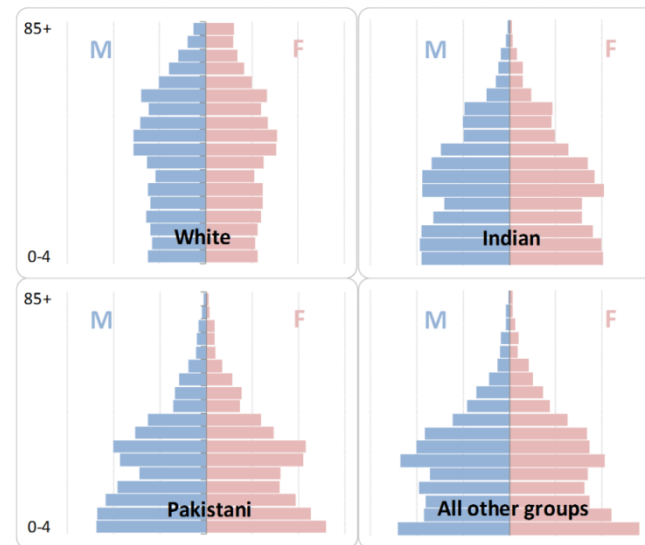 85+
M F
White
0-4
M F
Indian
85+
M F
Pakistani
0-4
M F
All other groups